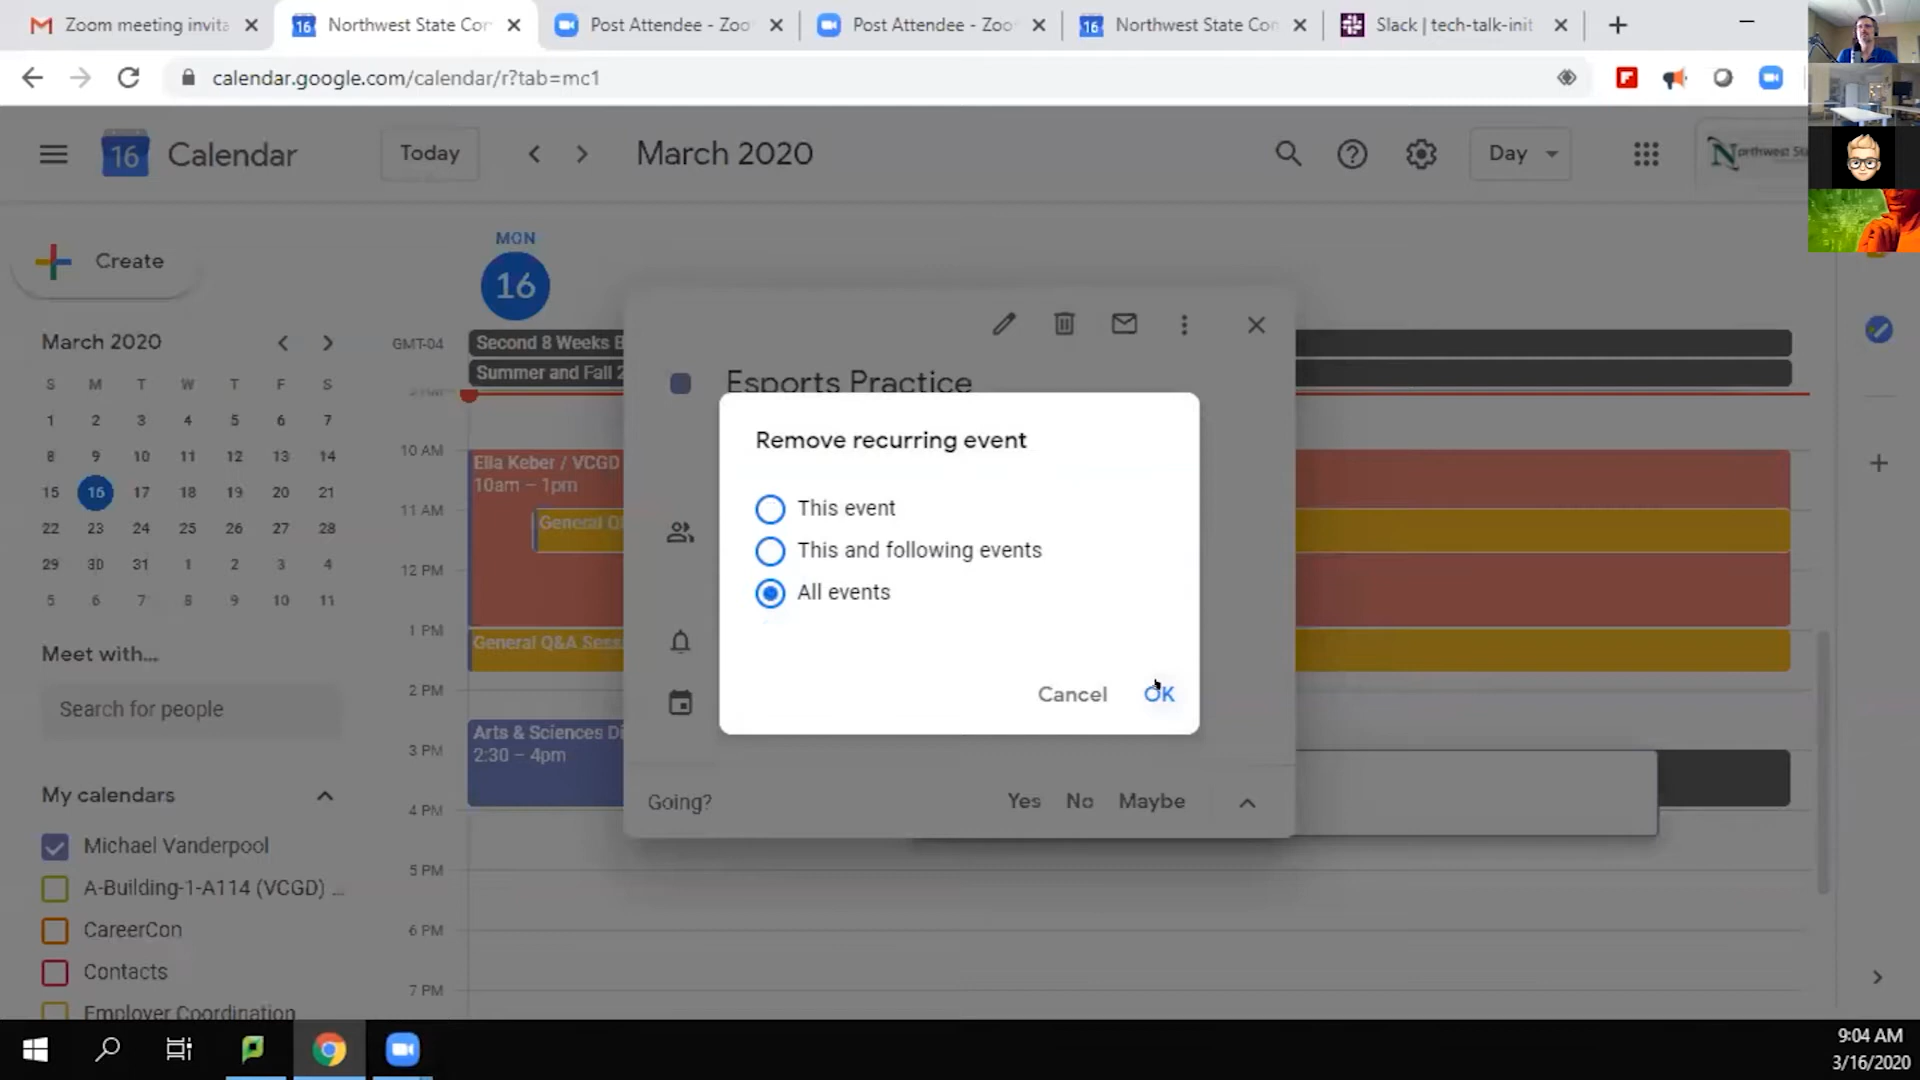 Zoom meeting invita
Northwest State Cor
Post Attendee - Zoo
Post Attendee - Zoo
Northwest State Con
Slack | tech-talk-init
calendar.google.com/calendar/r?tab=mc1
16
Calendar
Today
March 2020
Day
Northwest Sta
Create
MON
16
March 2020
S M T W T F S
1 2 3 4 5 6 7
8 9 10 11 12 13 14
15 16 17 18 19 20 21
22 23 24 25 26 27 28
29 30 31 1 2 3 4
5 6 7 8 9 10 11
Meet with...
Search for people
My calendars
Michael Vanderpool
A-Building-1-A114 (VCGD) ...
CareerCon
Contacts
Employer Coordination
GMT-04
Second 8 Weeks B
Summer and Fall 2
10 AM
Ella Keber / VCGD
10am – 1pm
11 AM
General Q
12 PM
1 PM
General Q&A Sess
2 PM
Arts & Sciences Di
3 PM
2:30 – 4pm
4 PM
5 PM
6 PM
7 PM
Esports Practice
Remove recurring event
This event
This and following events
All events
Cancel
OK
Going?
Yes
No
Maybe
9:04 AM
3/16/2020